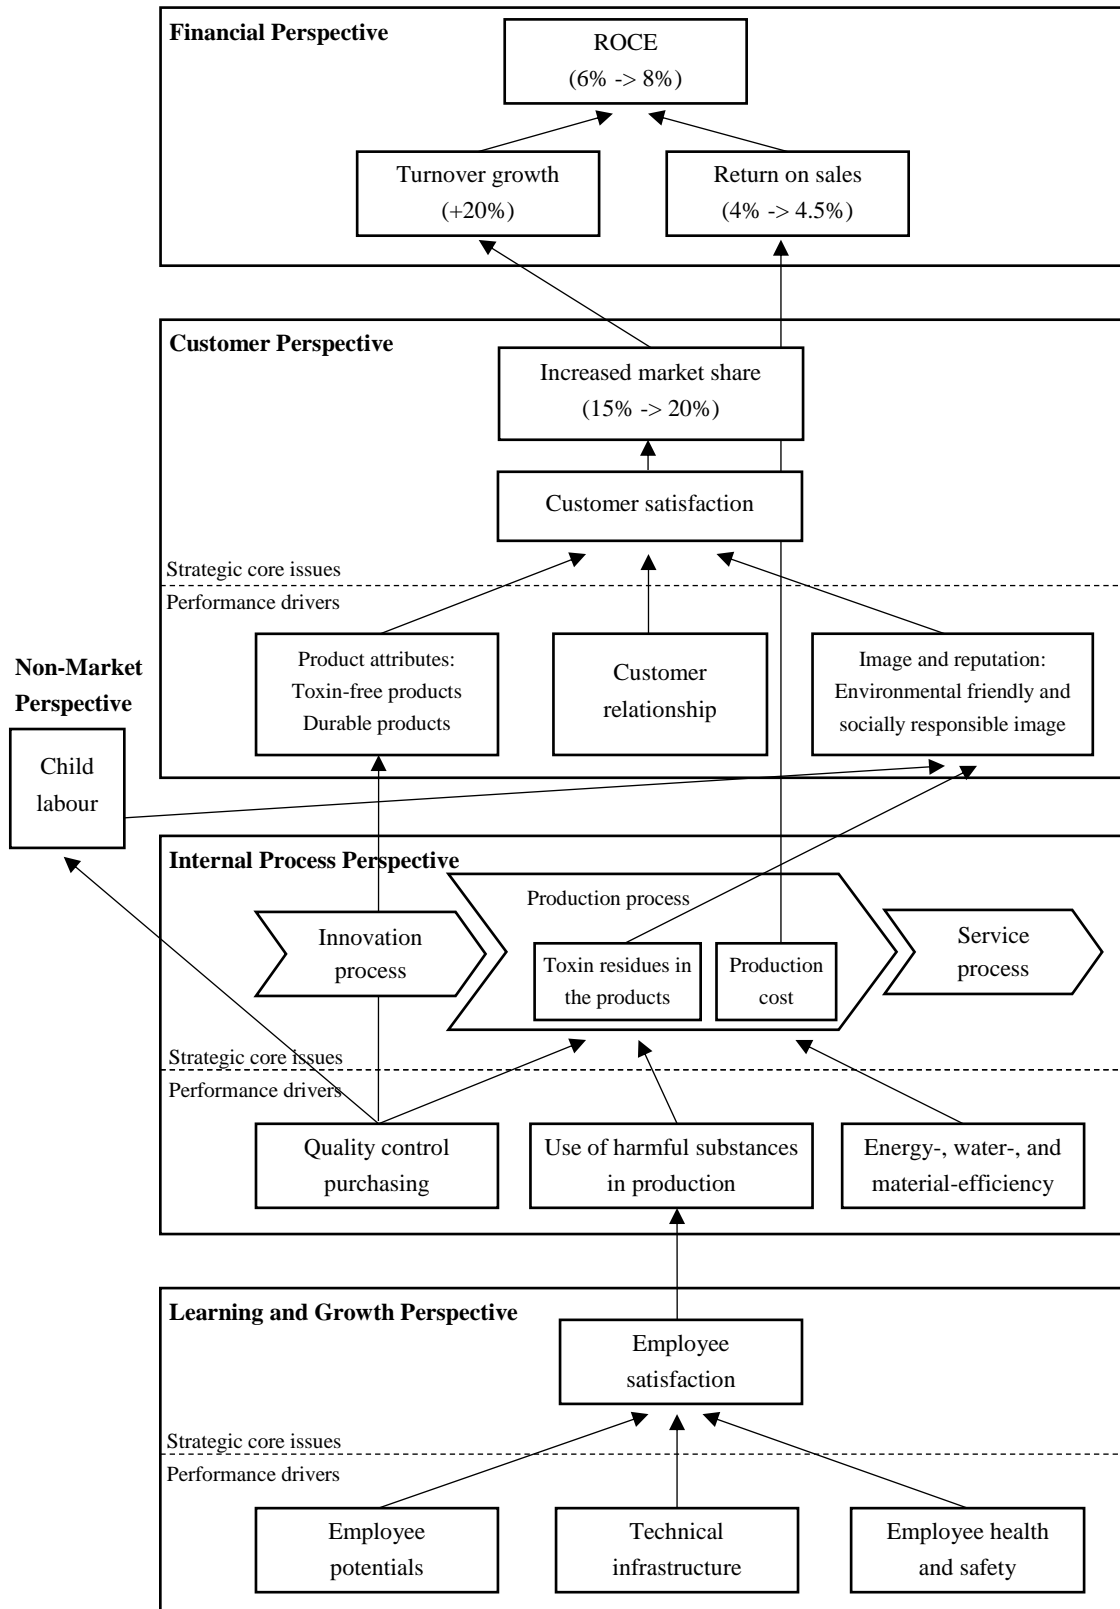 Financial Perspective
ROCE
(6% -> 8%)
Turnover growth
(+20%)
Return on sales
(4% -> 4.5%)
Customer Perspective
Increased market share
(15% -> 20%)
Customer satisfaction
Strategic core issues
Performance drivers
Product attributes:
Toxin-free products
Durable products
Customer
relationship
Image and reputation:
Environmental friendly and
socially responsible image
Non-Market
Perspective
Child
labour
Internal Process Perspective
Production process
Innovation
process
Toxin residues in
the products
Production
cost
Service
process
Strategic core issues
Performance drivers
Quality control
purchasing
Use of harmful substances
in production
Energy-, water-, and
material-efficiency
Learning and Growth Perspective
Employee
satisfaction
Strategic core issues
Performance drivers
Employee
potentials
Technical
infrastructure
Employee health
and safety